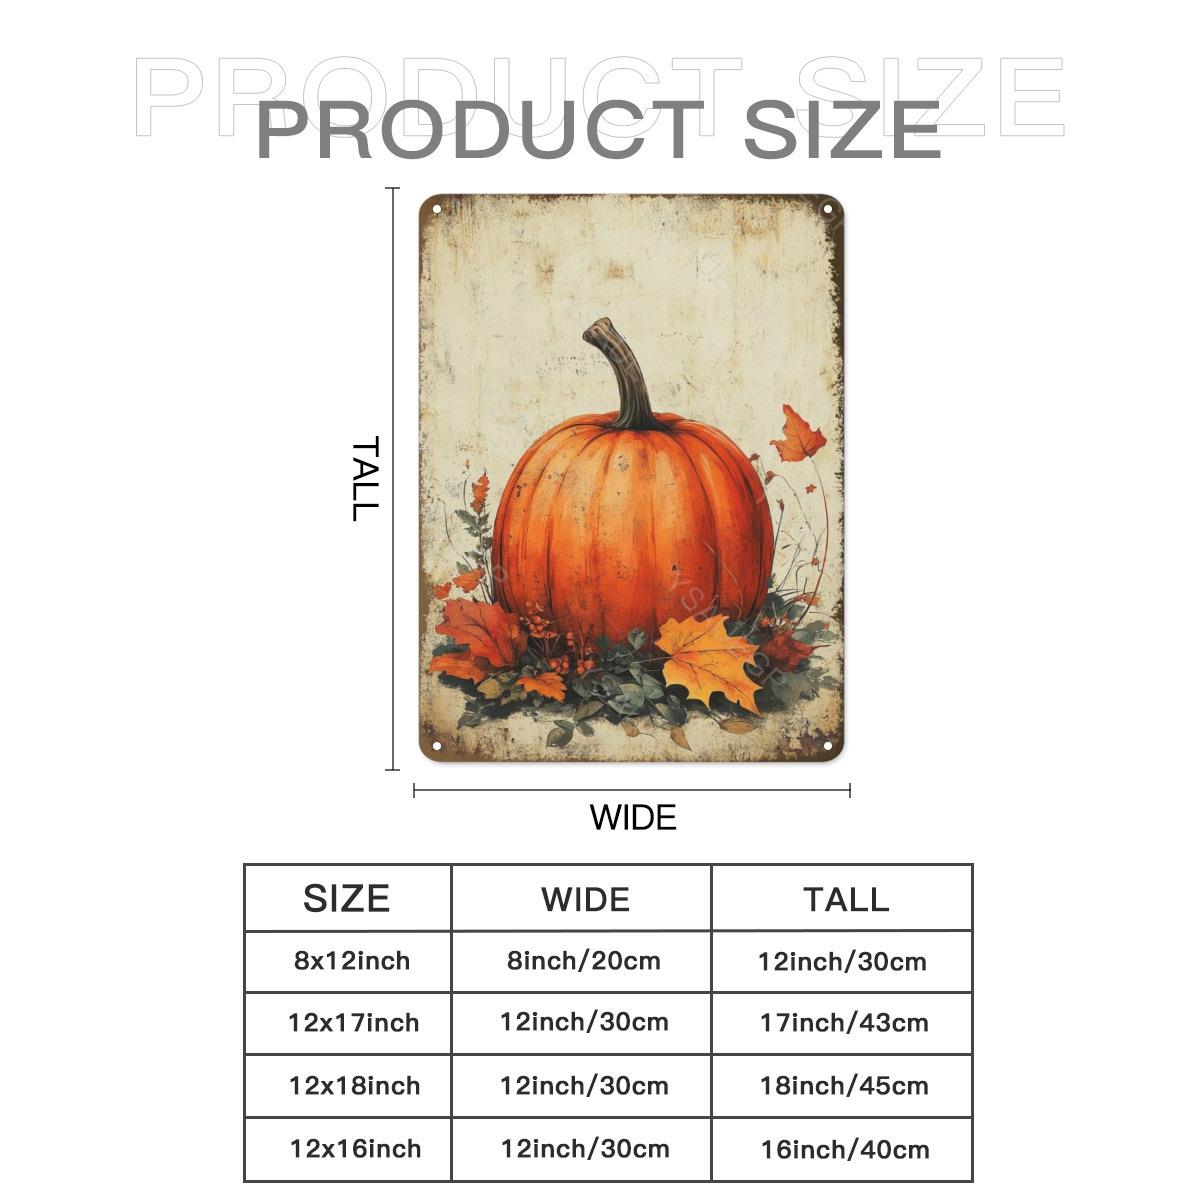 PRODUCT SIZE
PRODUCT SIZE
TALL
WIDE
SIZE WIDE TALL
8x12inch 8inch/20cm 12inch/30cm
12x17inch 12inch/30cm 17inch/43cm
12x18inch 12inch/30cm 18inch/45cm
12x16inch 12inch/30cm 16inch/40cm